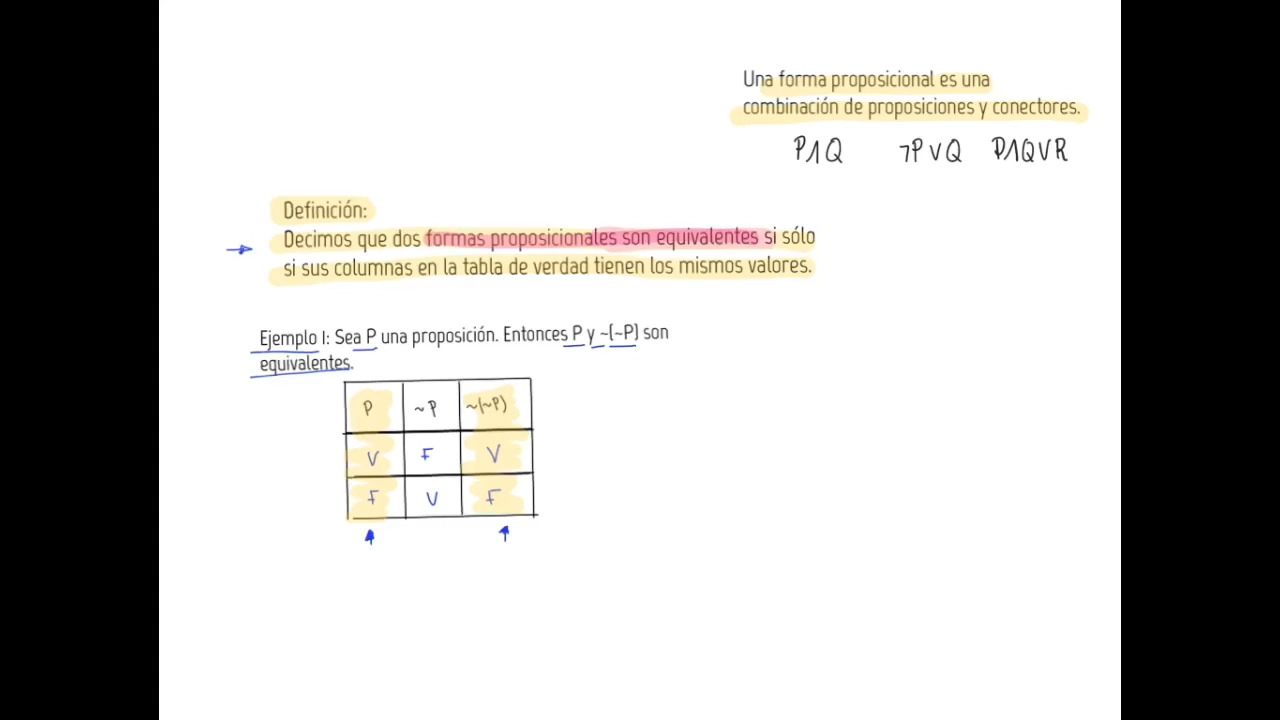 Una forma proposicional es una
combinación de proposiciones y conectores.
P∧Q ¬P∨Q P∧Q∨R
Definición:
Decimos que dos formas proposicionales son equivalentes si sólo
si sus columnas en la tabla de verdad tienen los mismos valores.
Ejemplo 1: Sea P una proposición. Entonces P y ~(~P) son
equivalentes.
P ~P ~(~P)
V F V
F V F